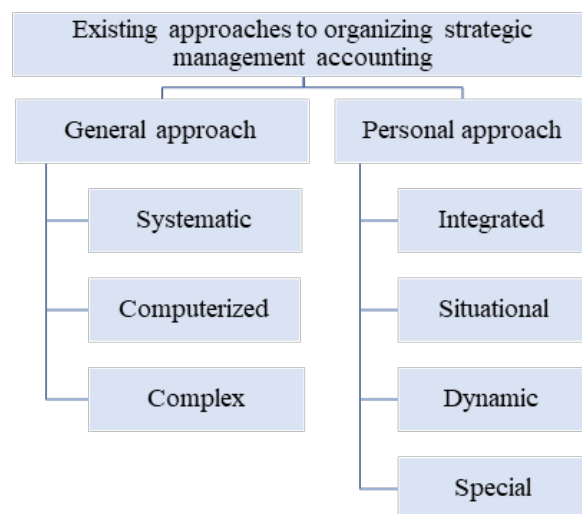 Existing approaches to organizing strategic
management accounting
General approach
Personal approach
Systematic
Integrated
Computerized
Situational
Complex
Dynamic
Special